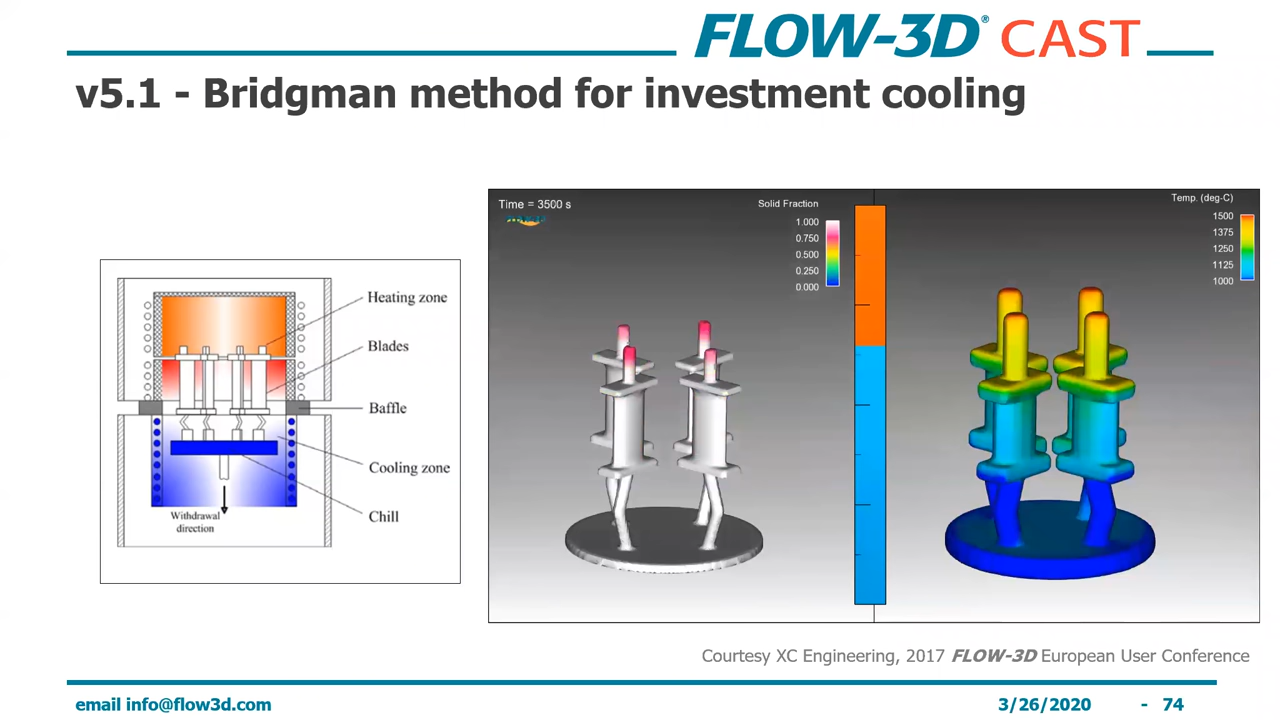 FLOW-3D® CAST
v5.1 - Bridgman method for investment cooling
Heating zone
Blades
Baffle
Cooling zone
Chill
Withdrawal
direction
Time = 3500 s
Solid Fraction
1.000
0.750
0.500
0.250
0.000
Temp. (deg-C)
1500
1375
1250
1125
1000
Courtesy XC Engineering, 2017 FLOW-3D European User Conference
email info@flow3d.com
3/26/2020
- 74